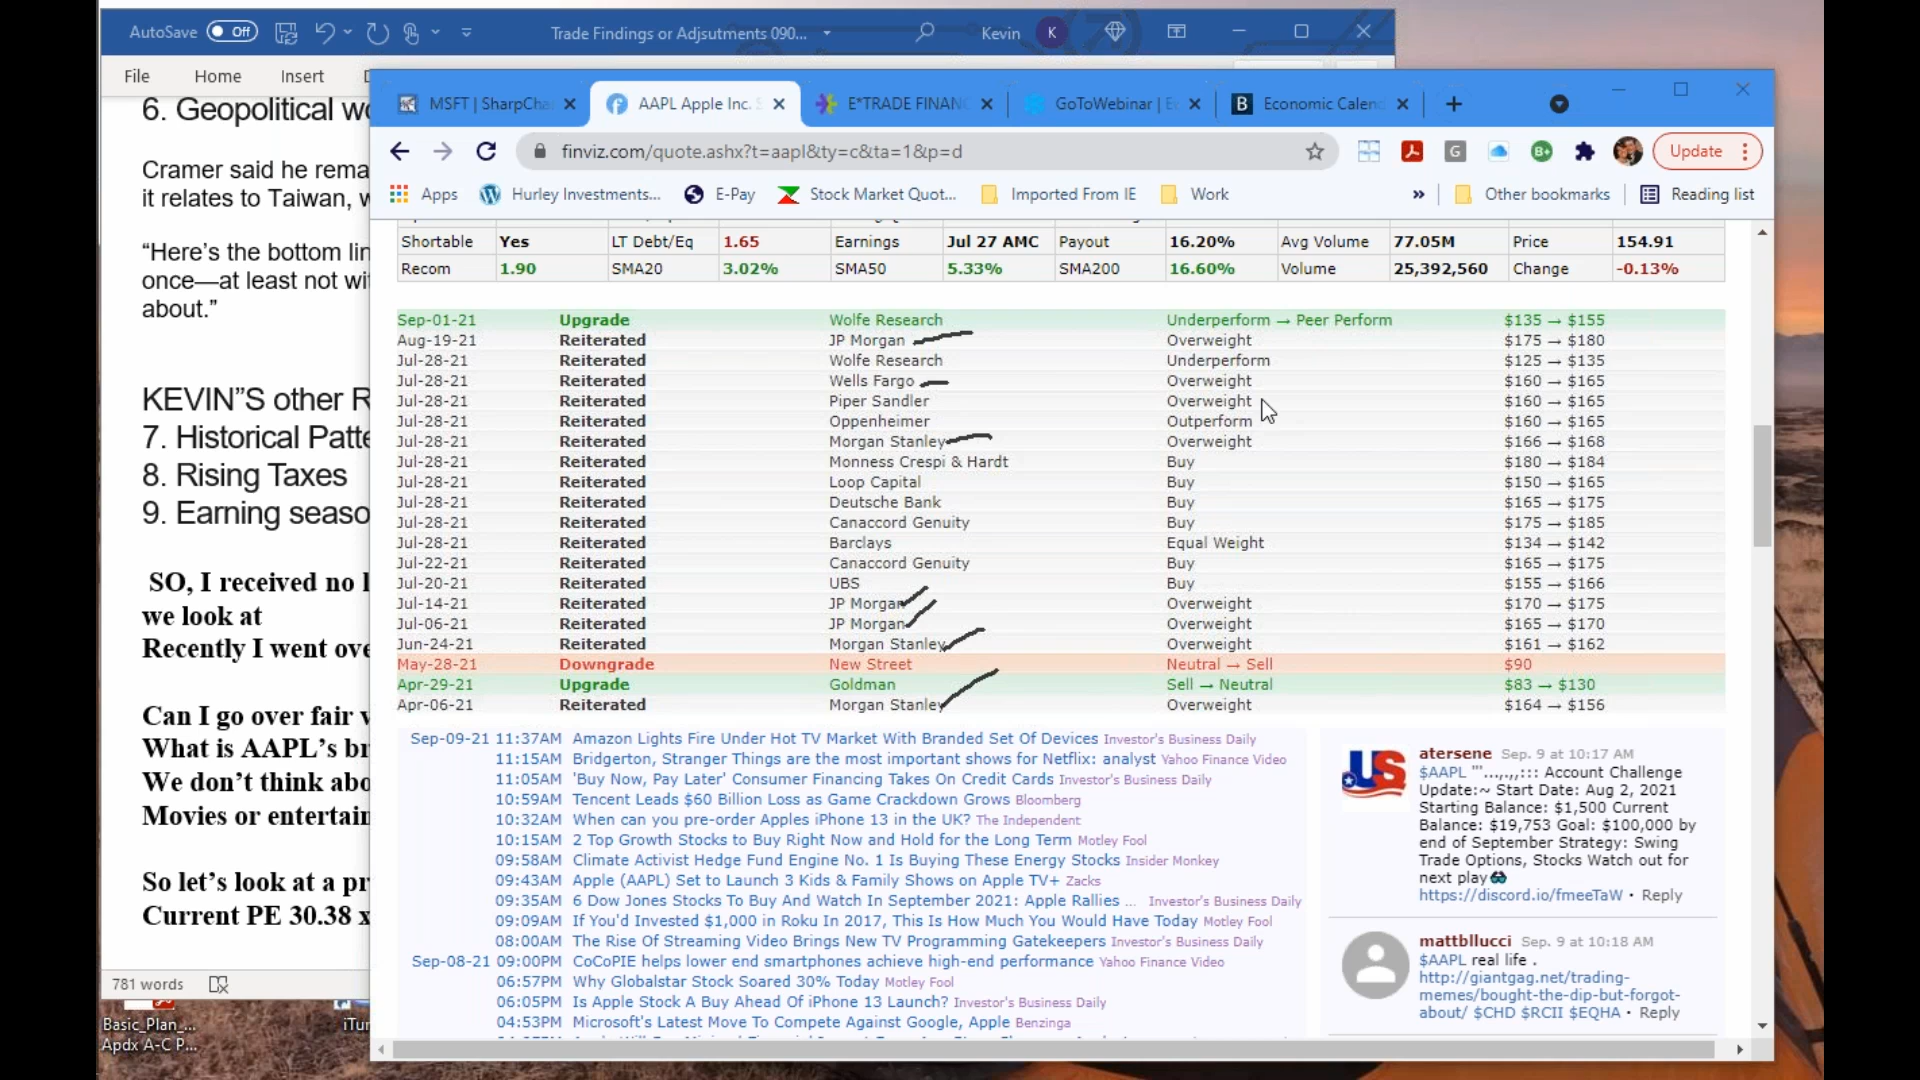 AutoSave Off Trade Findings or Adjsutments 090... Kevin K
File Home Insert
6. Geopolitical wo
Cramer said he rema
it relates to Taiwan, w
“Here’s the bottom lin
once—at least not wi
about.”
KEVIN”S other R
7. Historical Patte
8. Rising Taxes
9. Earning seaso
SO, I received no
we look at
Recently I went ove
Can I go over fair v
What is AAPL’s br
We don’t think abo
Movies or entertain
So let’s look at a pr
Current PE 30.38 x
781 words
Basic_Plan_...
Apdx A-C P...
iTur
MSFT | SharpCha AAPL Apple Inc. S E*TRADE FINAN GoToWebinar | E Economic Calen
finviz.com/quote.ashx?t=aapl&ty=c&ta=1&p=d Update
Apps Hurley Investments... E-Pay Stock Market Quot... Imported From IE Work » Other bookmarks Reading list
Shortable Yes LT Debt/Eq 1.65 Earnings Jul 27 AMC Payout 16.20% Avg Volume 77.05M Price 154.91
Recom 1.90 SMA20 3.02% SMA50 5.33% SMA200 16.60% Volume 25,392,560 Change -0.13%
Sep-01-21 Upgrade Wolfe Research Underperform → Peer Perform $135 → $155
Aug-19-21 Reiterated JP Morgan Overweight $175 → $180
Jul-28-21 Reiterated Wolfe Research Underperform $125 → $135
Jul-28-21 Reiterated Wells Fargo Overweight $160 → $165
Jul-28-21 Reiterated Piper Sandler Overweight $160 → $165
Jul-28-21 Reiterated Oppenheimer Outperform $160 → $165
Jul-28-21 Reiterated Morgan Stanley Overweight $166 → $168
Jul-28-21 Reiterated Monness Crespi & Hardt Buy $180 → $184
Jul-28-21 Reiterated Loop Capital Buy $150 → $165
Jul-28-21 Reiterated Deutsche Bank Buy $165 → $175
Jul-28-21 Reiterated Canaccord Genuity Buy $175 → $185
Jul-28-21 Reiterated Barclays Equal Weight $134 → $142
Jul-22-21 Reiterated Canaccord Genuity Buy $165 → $175
Jul-20-21 Reiterated UBS Buy $155 → $166
Jul-14-21 Reiterated JP Morgan Overweight $170 → $175
Jul-06-21 Reiterated JP Morgan Overweight $165 → $170
Jun-24-21 Reiterated Morgan Stanley Overweight $161 → $162
May-28-21 Downgrade New Street Neutral → Sell $90
Apr-29-21 Upgrade Goldman Sell → Neutral $83 → $130
Apr-06-21 Reiterated Morgan Stanley Overweight $164 → $156
Sep-09-21 11:37AM Amazon Lights Fire Under Hot TV Market With Branded Set Of Devices Investor's Business Daily
11:15AM Bridgerton, Stranger Things are the most important shows for Netflix: analyst Yahoo Finance Video
11:05AM 'Buy Now, Pay Later' Consumer Financing Takes On Credit Cards Investor's Business Daily
10:59AM Tencent Leads $60 Billion Loss as Game Crackdown Grows Bloomberg
10:32AM When can you pre-order Apples iPhone 13 in the UK? The Independent
10:15AM 2 Top Growth Stocks to Buy Right Now and Hold for the Long Term Motley Fool
09:58AM Climate Activist Hedge Fund Engine No. 1 Is Buying These Energy Stocks Insider Monkey
09:43AM Apple (AAPL) Set to Launch 3 Kids & Family Shows on Apple TV+ Zacks
09:35AM 6 Dow Jones Stocks To Buy And Watch In September 2021: Apple Rallies ... Investor's Business Daily
09:09AM If You'd Invested $1,000 in Roku In 2017, This Is How Much You Would Have Today Motley Fool
08:00AM The Rise Of Streaming Video Brings New TV Programming Gatekeepers Investor's Business Daily
Sep-08-21 09:00PM CoCoPIE helps lower end smartphones achieve high-end performance Yahoo Finance Video
06:57PM Why Globalstar Stock Soared 30% Today Motley Fool
06:05PM Is Apple Stock A Buy Ahead Of iPhone 13 Launch? Investor's Business Daily
04:53PM Microsoft's Latest Move To Compete Against Google, Apple Benzinga
US
atersene Sep. 9 at 10:17 AM
$AAPL "'...,.,,::: Account Challenge
Update:~ Start Date: Aug 2, 2021
Starting Balance: $1,500 Current
Balance: $19,753 Goal: $100,000 by
end of September Strategy: Swing
Trade Options, Stocks Watch out for
next play
https://discord.io/fmeeTaW • Reply
mattbllucci Sep. 9 at 10:18 AM
$AAPL real life .
http://giantgag.net/trading-
memes/bought-the-dip-but-forgot-
about/ $CHD $RCII $EQHA • Reply